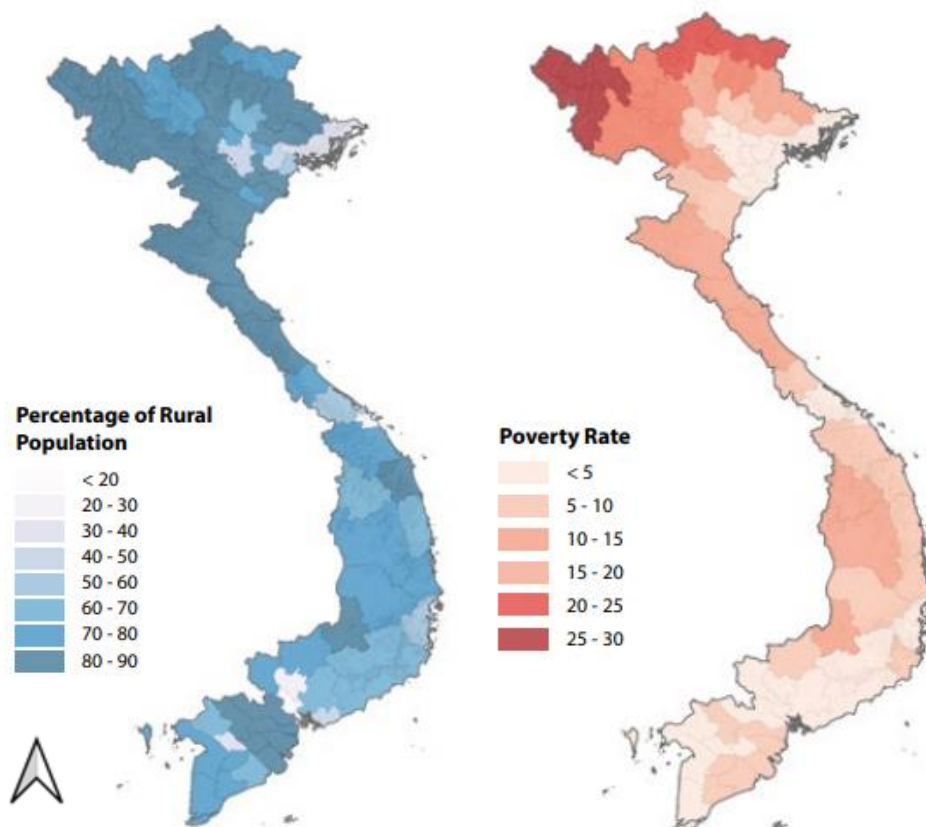 Percentage of Rural
Population
< 20
20 - 30
30 - 40
40 - 50
50 - 60
60 - 70
70 - 80
80 - 90
Poverty Rate
< 5
5 - 10
10 - 15
15 - 20
20 - 25
25 - 30